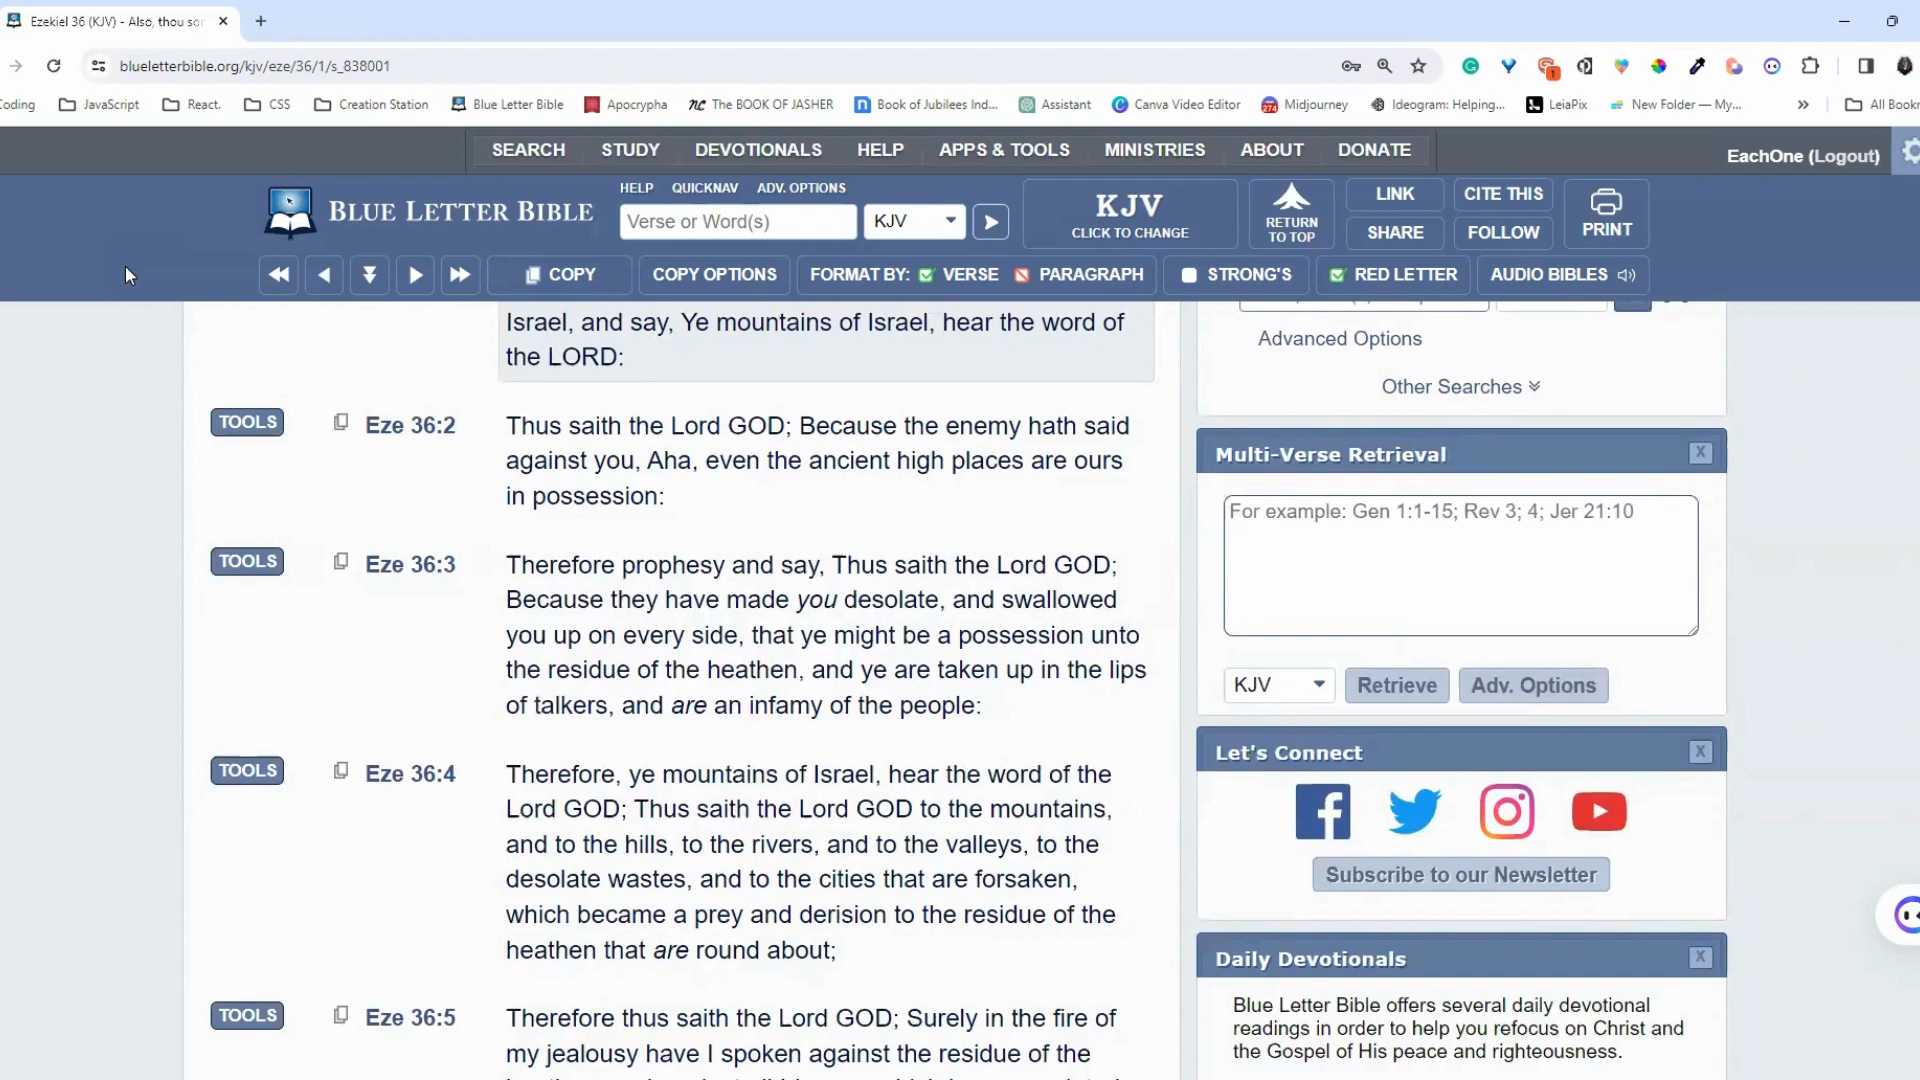 Ezekiel 36 (KJV) - Also, thou so
blueletterbible.org/kjv/eze/36/1/s_838001
1
Coding
JavaScript
React.
CSS
Creation Station
Blue Letter Bible
Apocrypha
The BOOK OF JASHER
Book of Jubilees Ind...
Assistant
Canva Video Editor
274
Midjourney
Ideogram: Helping...
LeiaPix
New Folder — My...
All Bookr
SEARCH
STUDY
DEVOTIONALS
HELP
APPS & TOOLS
MINISTRIES
ABOUT
DONATE
EachOne (Logout)
BLUE LETTER BIBLE
HELP QUICKNAV ADV. OPTIONS
Verse or Word(s)
KJV
KJV
CLICK TO CHANGE
RETURN
TO TOP
LINK
CITE THIS
SHARE
FOLLOW
PRINT
COPY
COPY OPTIONS
FORMAT BY: VERSE PARAGRAPH
STRONG'S
RED LETTER
AUDIO BIBLES
Israel, and say, Ye mountains of Israel, hear the word of
the LORD:
TOOLS
Eze 36:2
Thus saith the Lord GOD; Because the enemy hath said
against you, Aha, even the ancient high places are ours
in possession:
TOOLS
Eze 36:3
Therefore prophesy and say, Thus saith the Lord GOD;
Because they have made you desolate, and swallowed
you up on every side, that ye might be a possession unto
the residue of the heathen, and ye are taken up in the lips
of talkers, and are an infamy of the people:
TOOLS
Eze 36:4
Therefore, ye mountains of Israel, hear the word of the
Lord GOD; Thus saith the Lord GOD to the mountains,
and to the hills, to the rivers, and to the valleys, to the
desolate wastes, and to the cities that are forsaken,
which became a prey and derision to the residue of the
heathen that are round about;
TOOLS
Eze 36:5
Therefore thus saith the Lord GOD; Surely in the fire of
my jealousy have I spoken against the residue of the
Advanced Options
Other Searches
Multi-Verse Retrieval
X
For example: Gen 1:1-15; Rev 3; 4; Jer 21:10
KJV
Retrieve
Adv. Options
Let's Connect
X
Subscribe to our Newsletter
Daily Devotionals
X
Blue Letter Bible offers several daily devotional
readings in order to help you refocus on Christ and
the Gospel of His peace and righteousness.